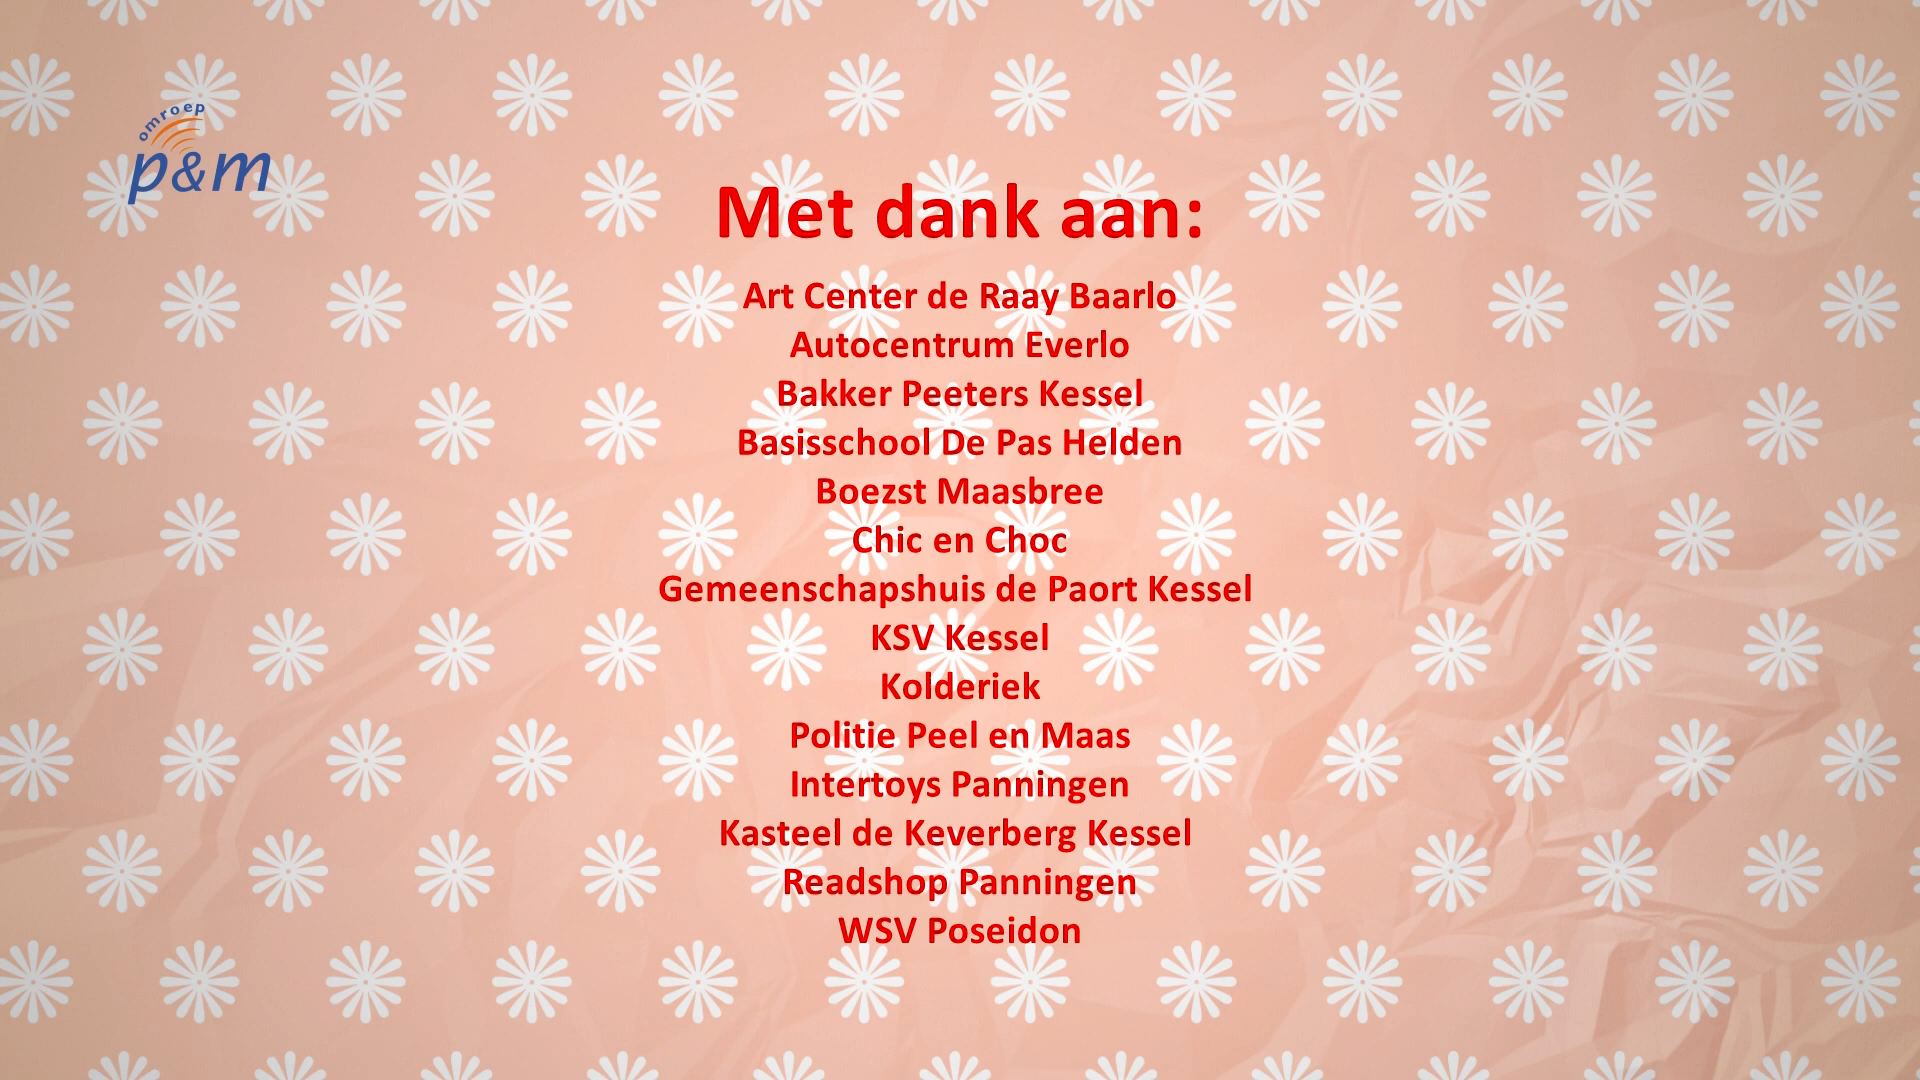 omroep
p&m
Met dank aan:
Art Center de Raay Baarlo
Autocentrum Everlo
Bakker Peeters Kessel
Basisschool De Pas Helden
Boezst Maasbree
Chic en Choc
Gemeenschapshuis de Paort Kessel
KSV Kessel
Kolderiek
Politie Peel en Maas
Intertoys Panningen
Kasteel de Keverberg Kessel
Readshop Panningen
WSV Poseidon